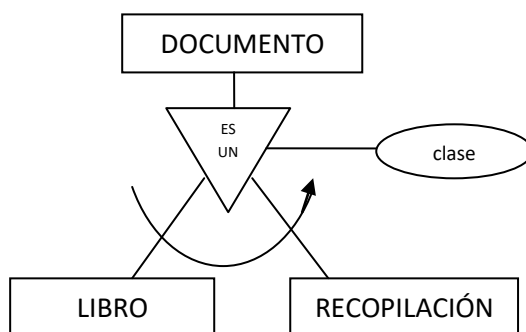 DOCUMENTO
ES
UN
clase
LIBRO
RECOPILACIÓN